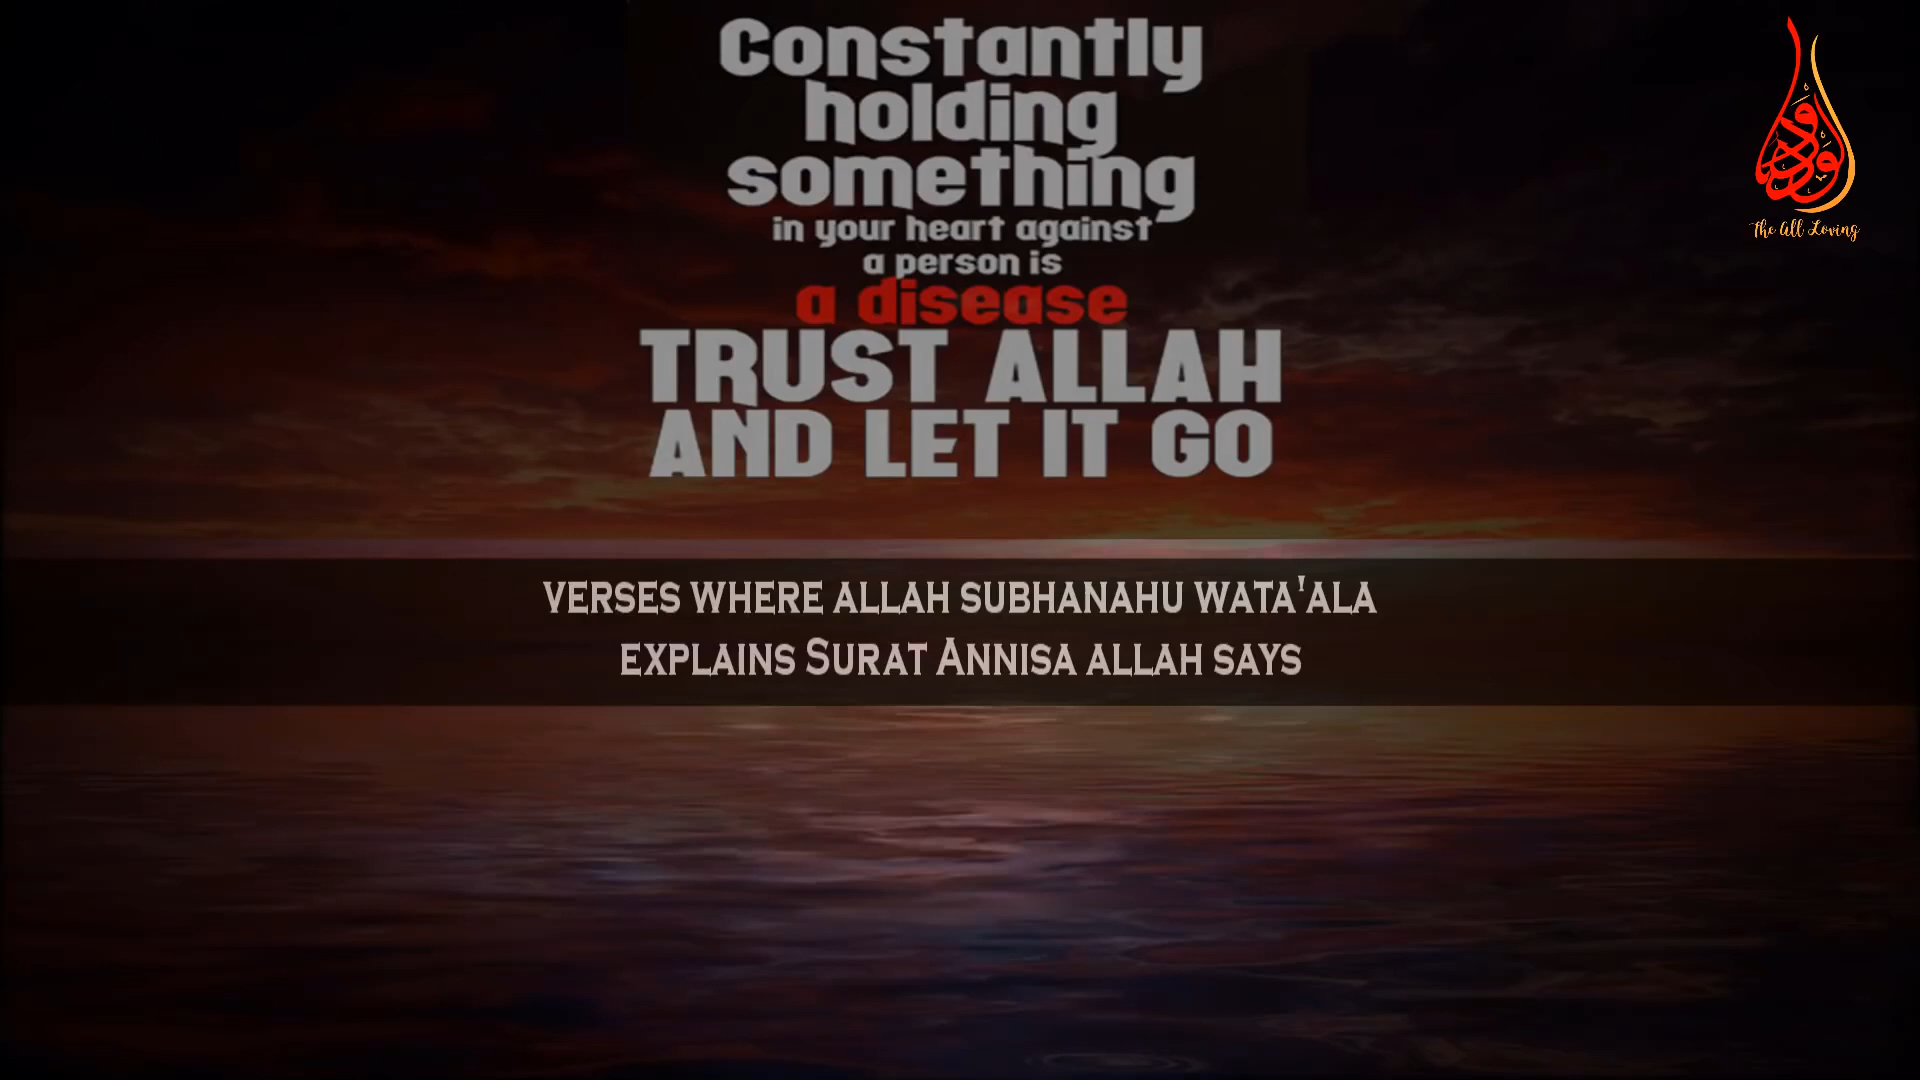 Constantly
holding
something
in your heart against
a person is
a disease
TRUST ALLAH
AND LET IT GO
الودود
The All Loving
VERSES WHERE ALLAH SUBHANAHU WATA'ALA
EXPLAINS SURAT ANNISA ALLAH SAYS